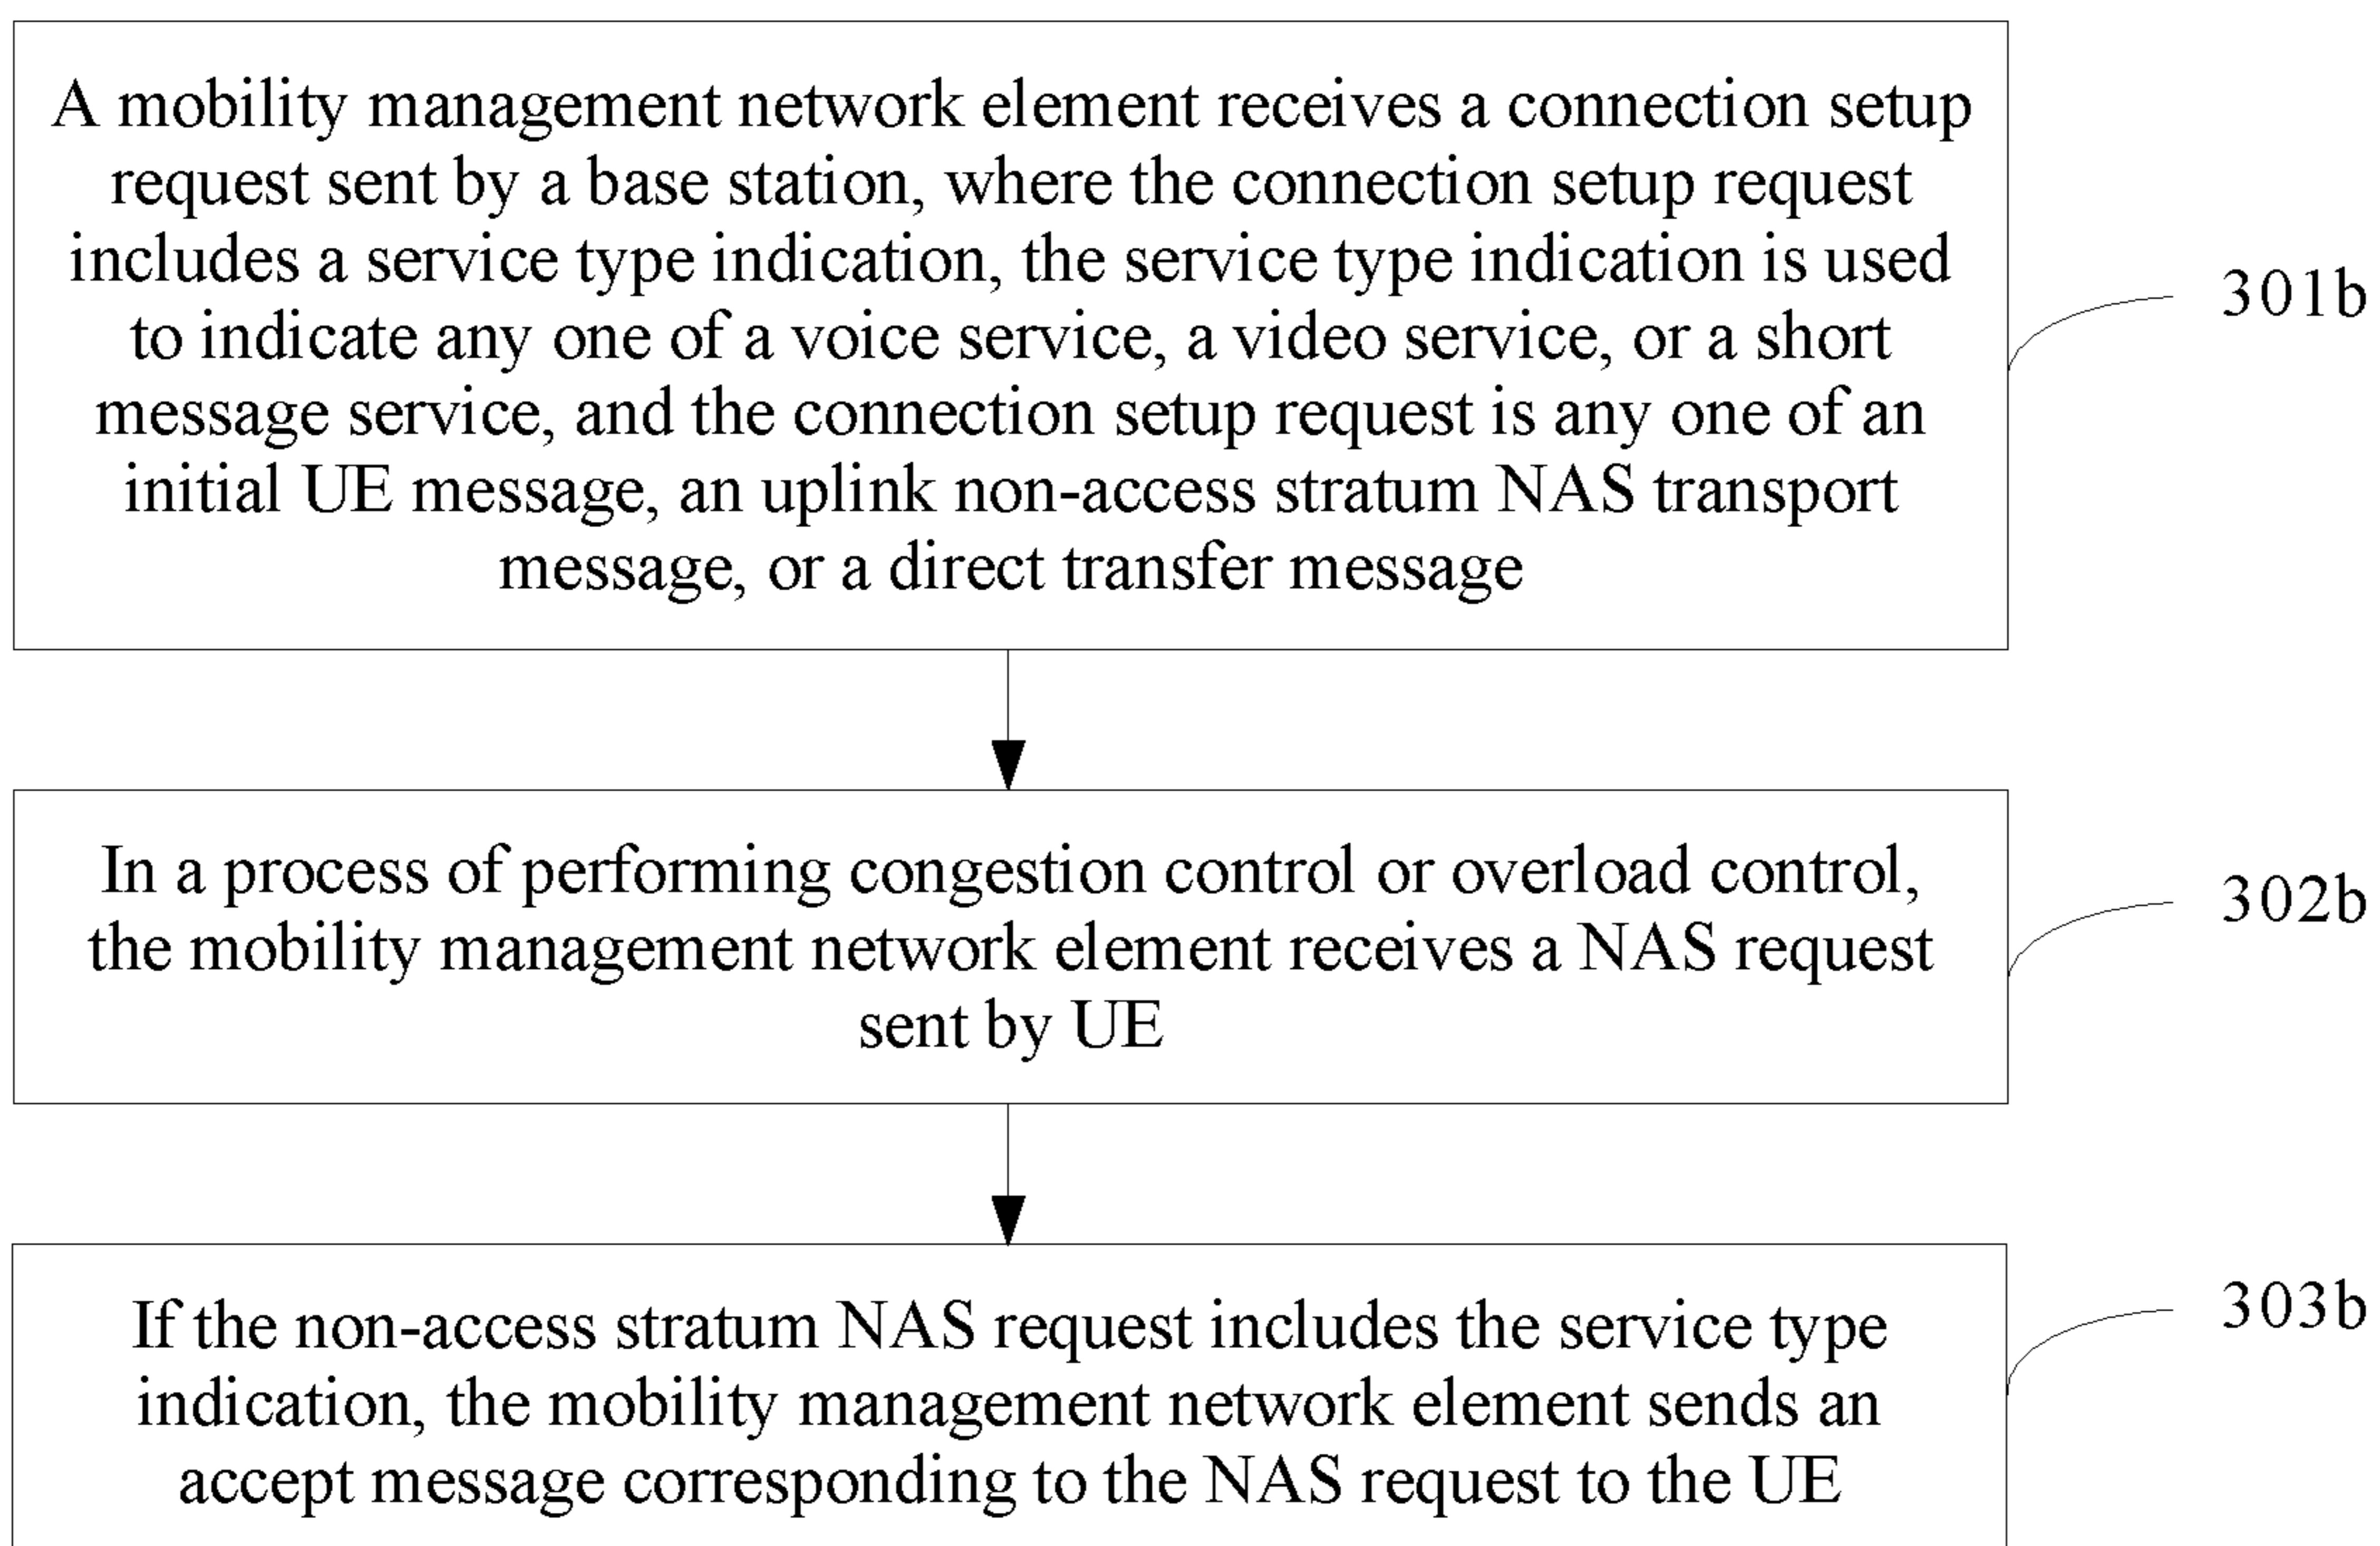 A mobility management network element receives a connection setup
request sent by a base station, where the connection setup request
includes a service type indication, the service type indication is used
to indicate any one of a voice service, a video service, or a short
message service, and the connection setup request is any one of an
initial UE message, an uplink non-access stratum NAS transport
message, or a direct transfer message
301b
In a process of performing congestion control or overload control,
the mobility management network element receives a NAS request
sent by UE
302b
If the non-access stratum NAS request includes the service type
indication, the mobility management network element sends an
accept message corresponding to the NAS request to the UE
303b